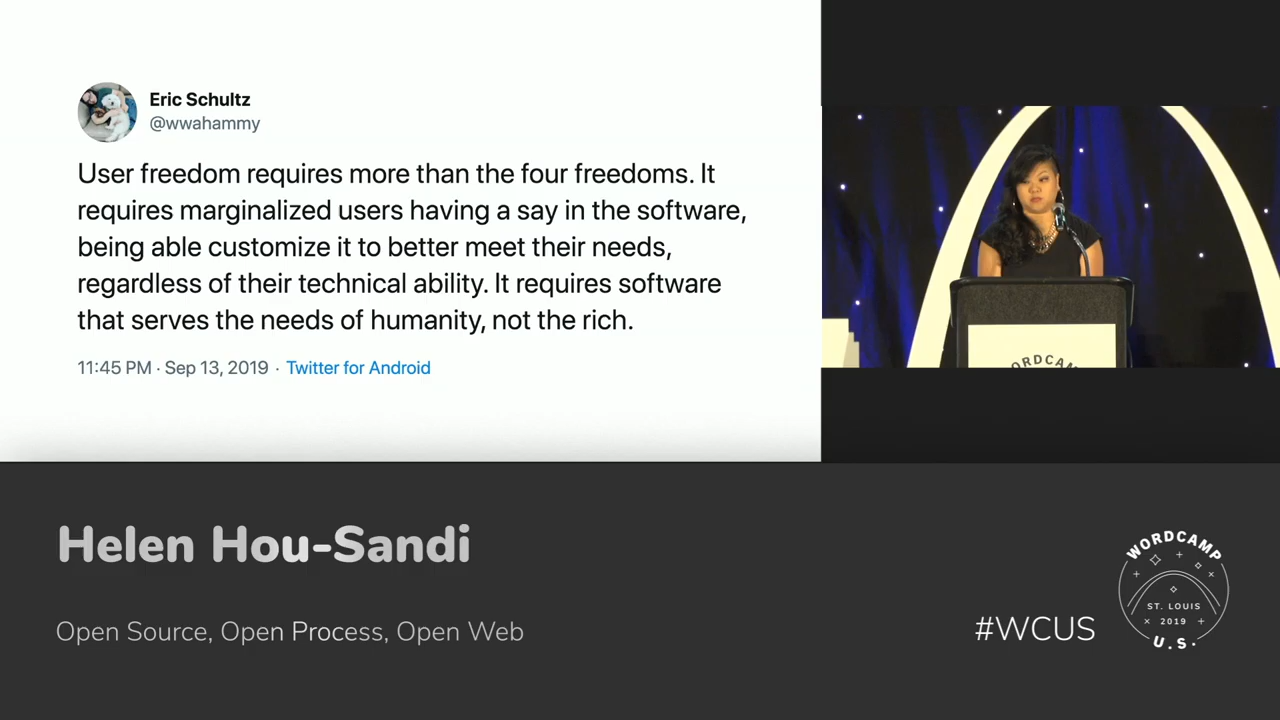 Eric Schultz
@wwahammy
User freedom requires more than the four freedoms. It
requires marginalized users having a say in the software,
being able customize it to better meet their needs,
regardless of their technical ability. It requires software
that serves the needs of humanity, not the rich.
11:45 PM · Sep 13, 2019 · Twitter for Android
WORDCAMP
Helen Hou-Sandi
Open Source, Open Process, Open Web
#WCUS
WORDCAMP
ST. LOUIS
2019
U.S.